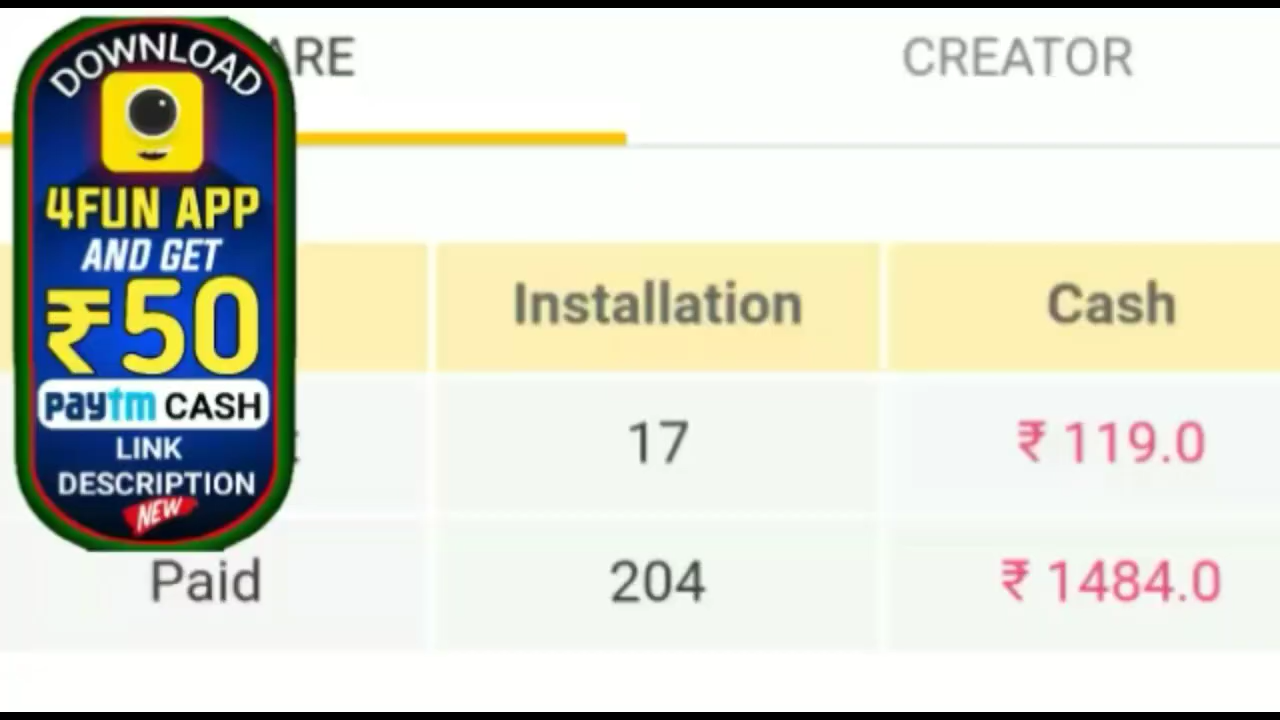 DOWNLOAD
4FUN APP
AND GET
₹50
paytm CASH
LINK
DESCRIPTION
NEW
CREATOR
Installation Cash
17 ₹ 119.0
Paid 204 ₹ 1484.0